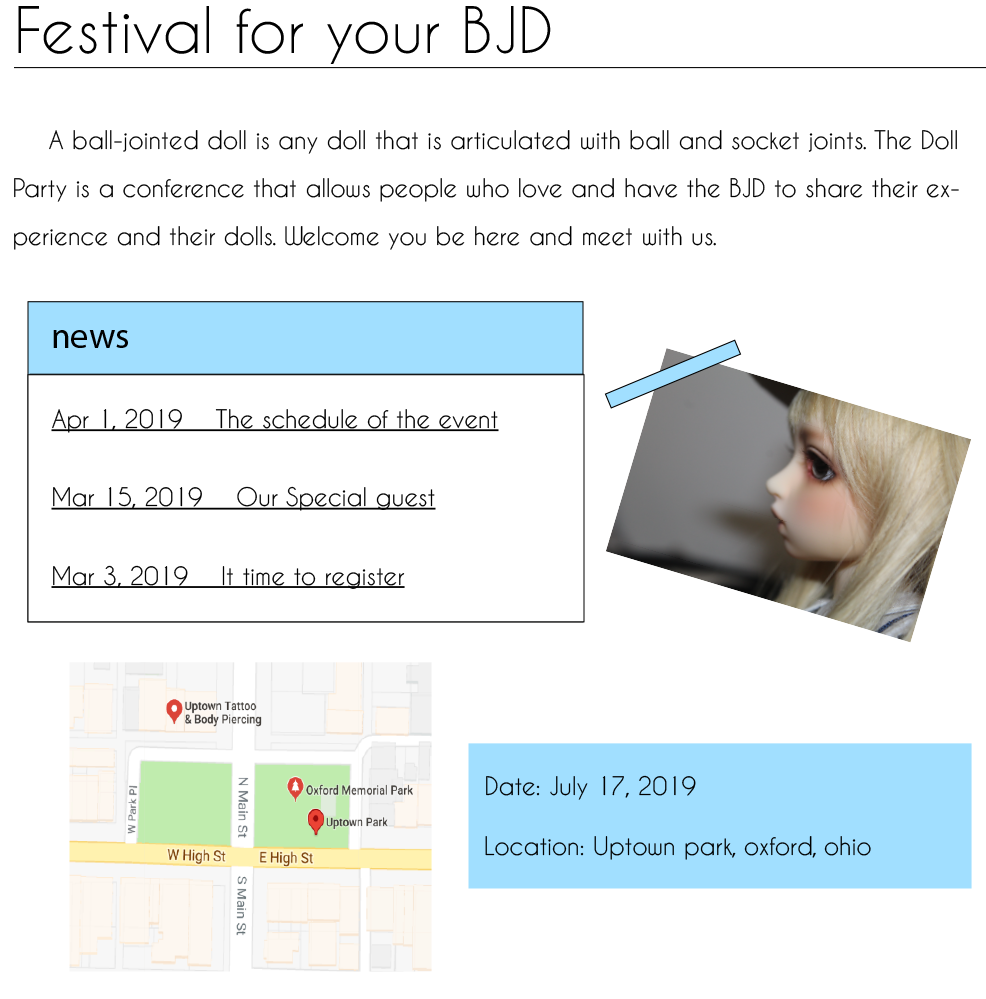 Festival for your BJD
A ball-jointed doll is any doll that is articulated with ball and socket joints. The Doll
Party is a conference that allows people who love and have the BJD to share their ex-
perience and their dolls. Welcome you be here and meet with us.
news
Apr 1, 2019 The schedule of the event
Mar 15, 2019 Our Special guest
Mar 3, 2019 It time to register
Uptown Tattoo
& Body Piercing
W Park Pl
N Main St
Oxford Memorial Park
Uptown Park
W High St
E High St
S Main St
Date: July 17, 2019
Location: Uptown park, oxford, ohio